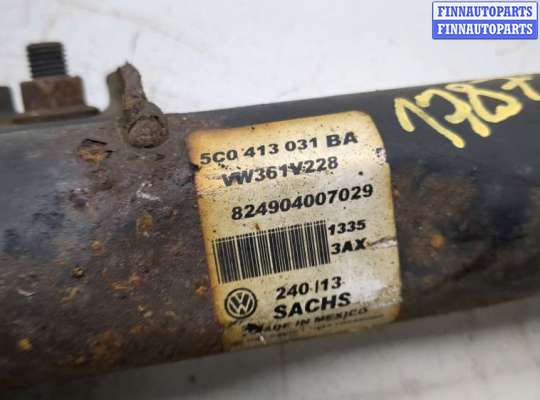 FINNAUTOPARTS
FINNAUTOPARTS
5C0 413 031 BA
VW361V228
824904007029
1335
3AX
240 /13
SACHS
MADE IN MEXICO